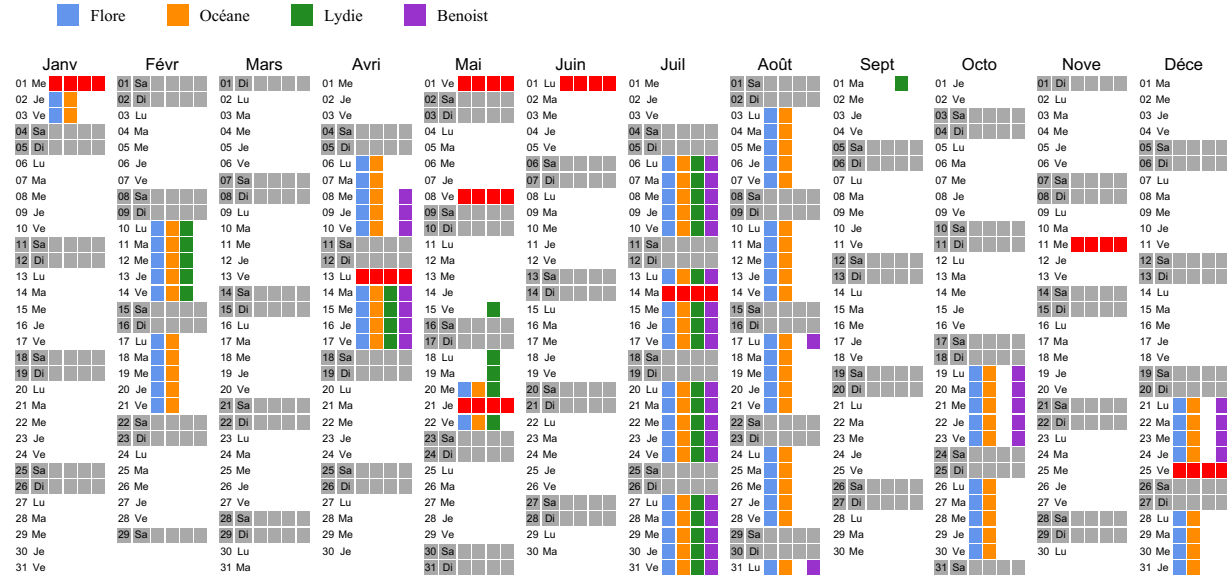 Flore Océane Lydie Benoist
Janv Févr Mars Avri Mai Juin Juil Août Sept Octo Nove Déce
01 Me 01 Sa 01 Di 01 Me 01 Ve 01 Lu 01 Me 01 Sa 01 Ma 01 Je 01 Di 01 Ma
02 Je 02 Di 02 Lu 02 Je 02 Sa 02 Ma 02 Je 02 Di 02 Me 02 Ve 02 Lu 02 Me
03 Ve 03 Lu 03 Ma 03 Ve 03 Di 03 Me 03 Ve 03 Lu 03 Je 03 Sa 03 Ma 03 Je
04 Sa 04 Ma 04 Me 04 Sa 04 Lu 04 Je 04 Sa 04 Ma 04 Ve 04 Di 04 Me 04 Ve
05 Di 05 Me 05 Je 05 Di 05 Ma 05 Ve 05 Di 05 Me 05 Sa 05 Lu 05 Je 05 Sa
06 Lu 06 Je 06 Ve 06 Lu 06 Me 06 Sa 06 Lu 06 Je 06 Di 06 Ma 06 Ve 06 Di
07 Ma 07 Ve 07 Sa 07 Ma 07 Je 07 Di 07 Ma 07 Ve 07 Lu 07 Me 07 Sa 07 Lu
08 Me 08 Sa 08 Di 08 Me 08 Ve 08 Lu 08 Me 08 Sa 08 Ma 08 Je 08 Di 08 Ma
09 Je 09 Di 09 Lu 09 Je 09 Sa 09 Ma 09 Je 09 Di 09 Me 09 Ve 09 Lu 09 Me
10 Ve 10 Lu 10 Ma 10 Ve 10 Di 10 Me 10 Ve 10 Lu 10 Je 10 Sa 10 Ma 10 Je
11 Sa 11 Ma 11 Me 11 Sa 11 Lu 11 Je 11 Sa 11 Ma 11 Ve 11 Di 11 Me 11 Ve
12 Di 12 Me 12 Je 12 Di 12 Ma 12 Ve 12 Di 12 Me 12 Sa 12 Lu 12 Je 12 Sa
13 Lu 13 Je 13 Ve 13 Lu 13 Me 13 Sa 13 Lu 13 Je 13 Di 13 Ma 13 Ve 13 Di
14 Ma 14 Ve 14 Sa 14 Ma 14 Je 14 Di 14 Ma 14 Ve 14 Lu 14 Me 14 Sa 14 Lu
15 Me 15 Sa 15 Di 15 Me 15 Ve 15 Lu 15 Me 15 Sa 15 Ma 15 Je 15 Di 15 Ma
16 Je 16 Di 16 Lu 16 Je 16 Sa 16 Ma 16 Je 16 Di 16 Me 16 Ve 16 Lu 16 Me
17 Ve 17 Lu 17 Ma 17 Ve 17 Di 17 Me 17 Ve 17 Lu 17 Je 17 Sa 17 Ma 17 Je
18 Sa 18 Ma 18 Me 18 Sa 18 Lu 18 Je 18 Sa 18 Ma 18 Ve 18 Di 18 Me 18 Ve
19 Di 19 Me 19 Je 19 Di 19 Ma 19 Ve 19 Di 19 Me 19 Sa 19 Lu 19 Je 19 Sa
20 Lu 20 Je 20 Ve 20 Lu 20 Me 20 Sa 20 Lu 20 Je 20 Di 20 Ma 20 Ve 20 Di
21 Ma 21 Ve 21 Sa 21 Ma 21 Je 21 Di 21 Ma 21 Ve 21 Lu 21 Me 21 Sa 21 Lu
22 Me 22 Sa 22 Di 22 Me 22 Ve 22 Lu 22 Me 22 Sa 22 Ma 22 Je 22 Di 22 Ma
23 Je 23 Di 23 Lu 23 Je 23 Sa 23 Ma 23 Je 23 Di 23 Me 23 Ve 23 Lu 23 Me
24 Ve 24 Lu 24 Ma 24 Ve 24 Di 24 Me 24 Ve 24 Lu 24 Je 24 Sa 24 Ma 24 Je
25 Sa 25 Ma 25 Me 25 Sa 25 Lu 25 Je 25 Sa 25 Ma 25 Ve 25 Di 25 Me 25 Ve
26 Di 26 Me 26 Je 26 Di 26 Ma 26 Ve 26 Di 26 Me 26 Sa 26 Lu 26 Je 26 Sa
27 Lu 27 Je 27 Ve 27 Lu 27 Me 27 Sa 27 Lu 27 Je 27 Di 27 Ma 27 Ve 27 Di
28 Ma 28 Ve 28 Sa 28 Ma 28 Je 28 Di 28 Ma 28 Ve 28 Lu 28 Me 28 Sa 28 Lu
29 Me 29 Sa 29 Di 29 Me 29 Ve 29 Lu 29 Me 29 Sa 29 Ma 29 Je 29 Di 29 Ma
30 Je 30 Lu 30 Je 30 Sa 30 Ma 30 Je 30 Di 30 Me 30 Ve 30 Lu 30 Me
31 Ve 31 Ma 31 Di 31 Ve 31 Lu 31 Sa 31 Je